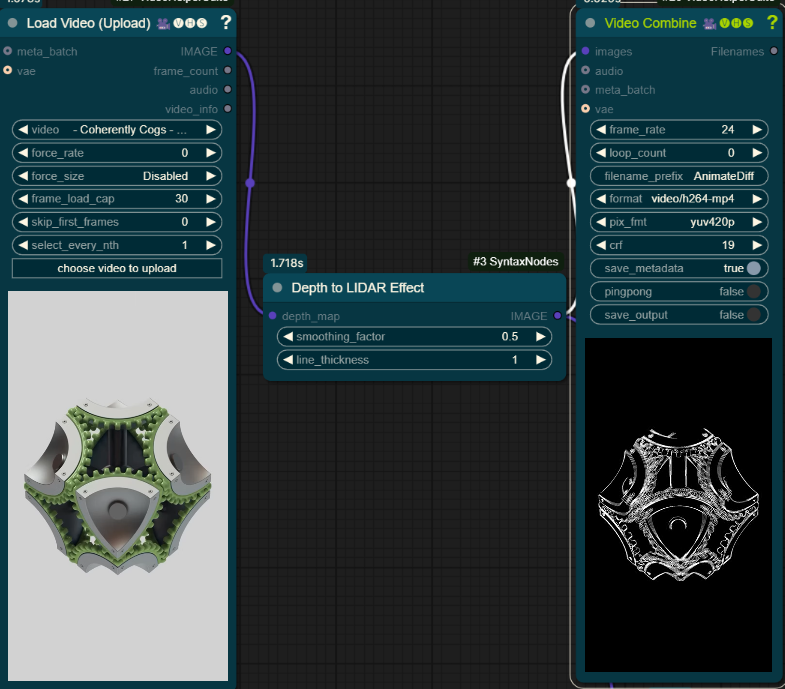 Load Video (Upload) 🎥🅥🅗🅢 ?
meta_batch IMAGE
vae frame_count
audio
video_info
video - Coherently Cogs - ...
force_rate 0
force_size Disabled
frame_load_cap 30
skip_first_frames 0
select_every_nth 1
choose video to upload
1.718s #3 SyntaxNodes
Depth to LIDAR Effect
depth_map IMAGE
smoothing_factor 0.5
line_thickness 1
Video Combine 🎥🅥🅗🅢 ?
images Filenames
audio
meta_batch
vae
frame_rate 24
loop_count 0
filename_prefix AnimateDiff
format video/h264-mp4
pix_fmt yuv420p
crf 19
save_metadata true
pingpong false
save_output false